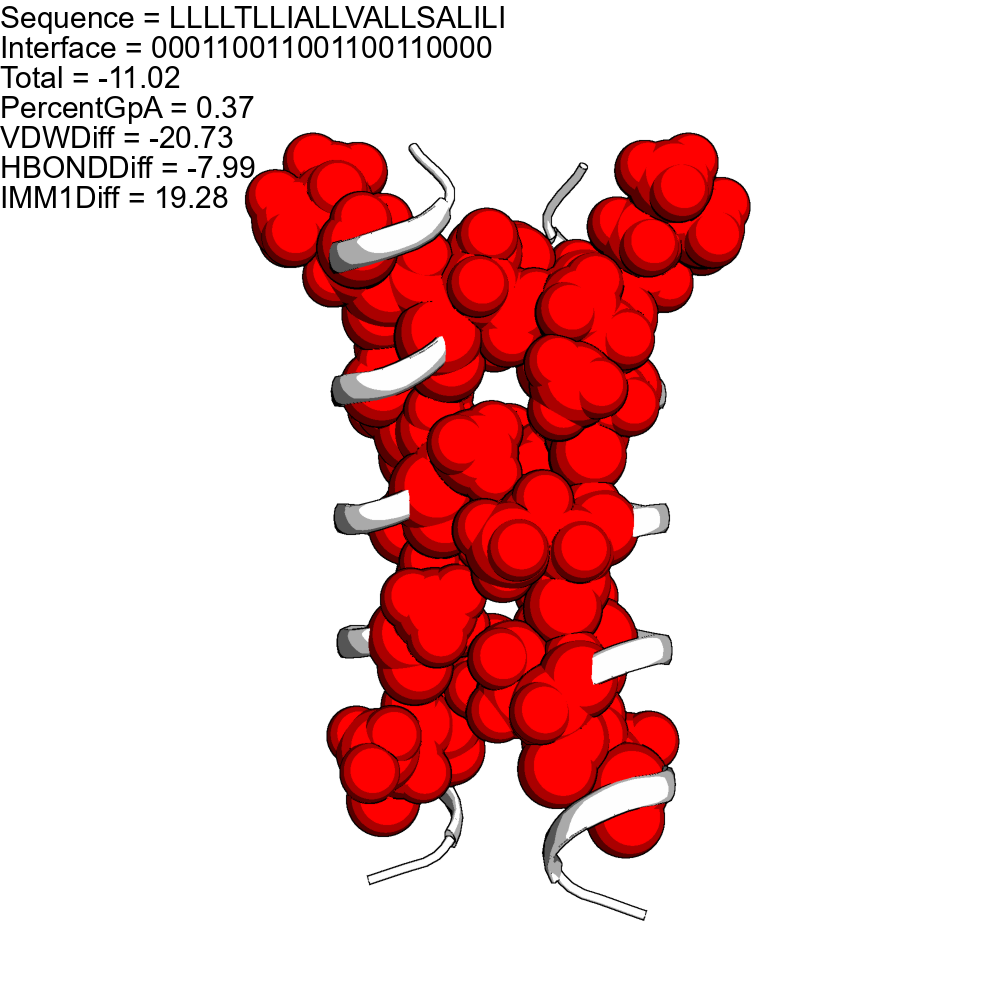 Sequence = LLLLTLLIALLVALLSALILI
Interface = 000110011001100110000
Total = -11.02
PercentGpA = 0.37
VDWDiff = -20.73
HBONDDiff = -7.99
IMM1Diff = 19.28